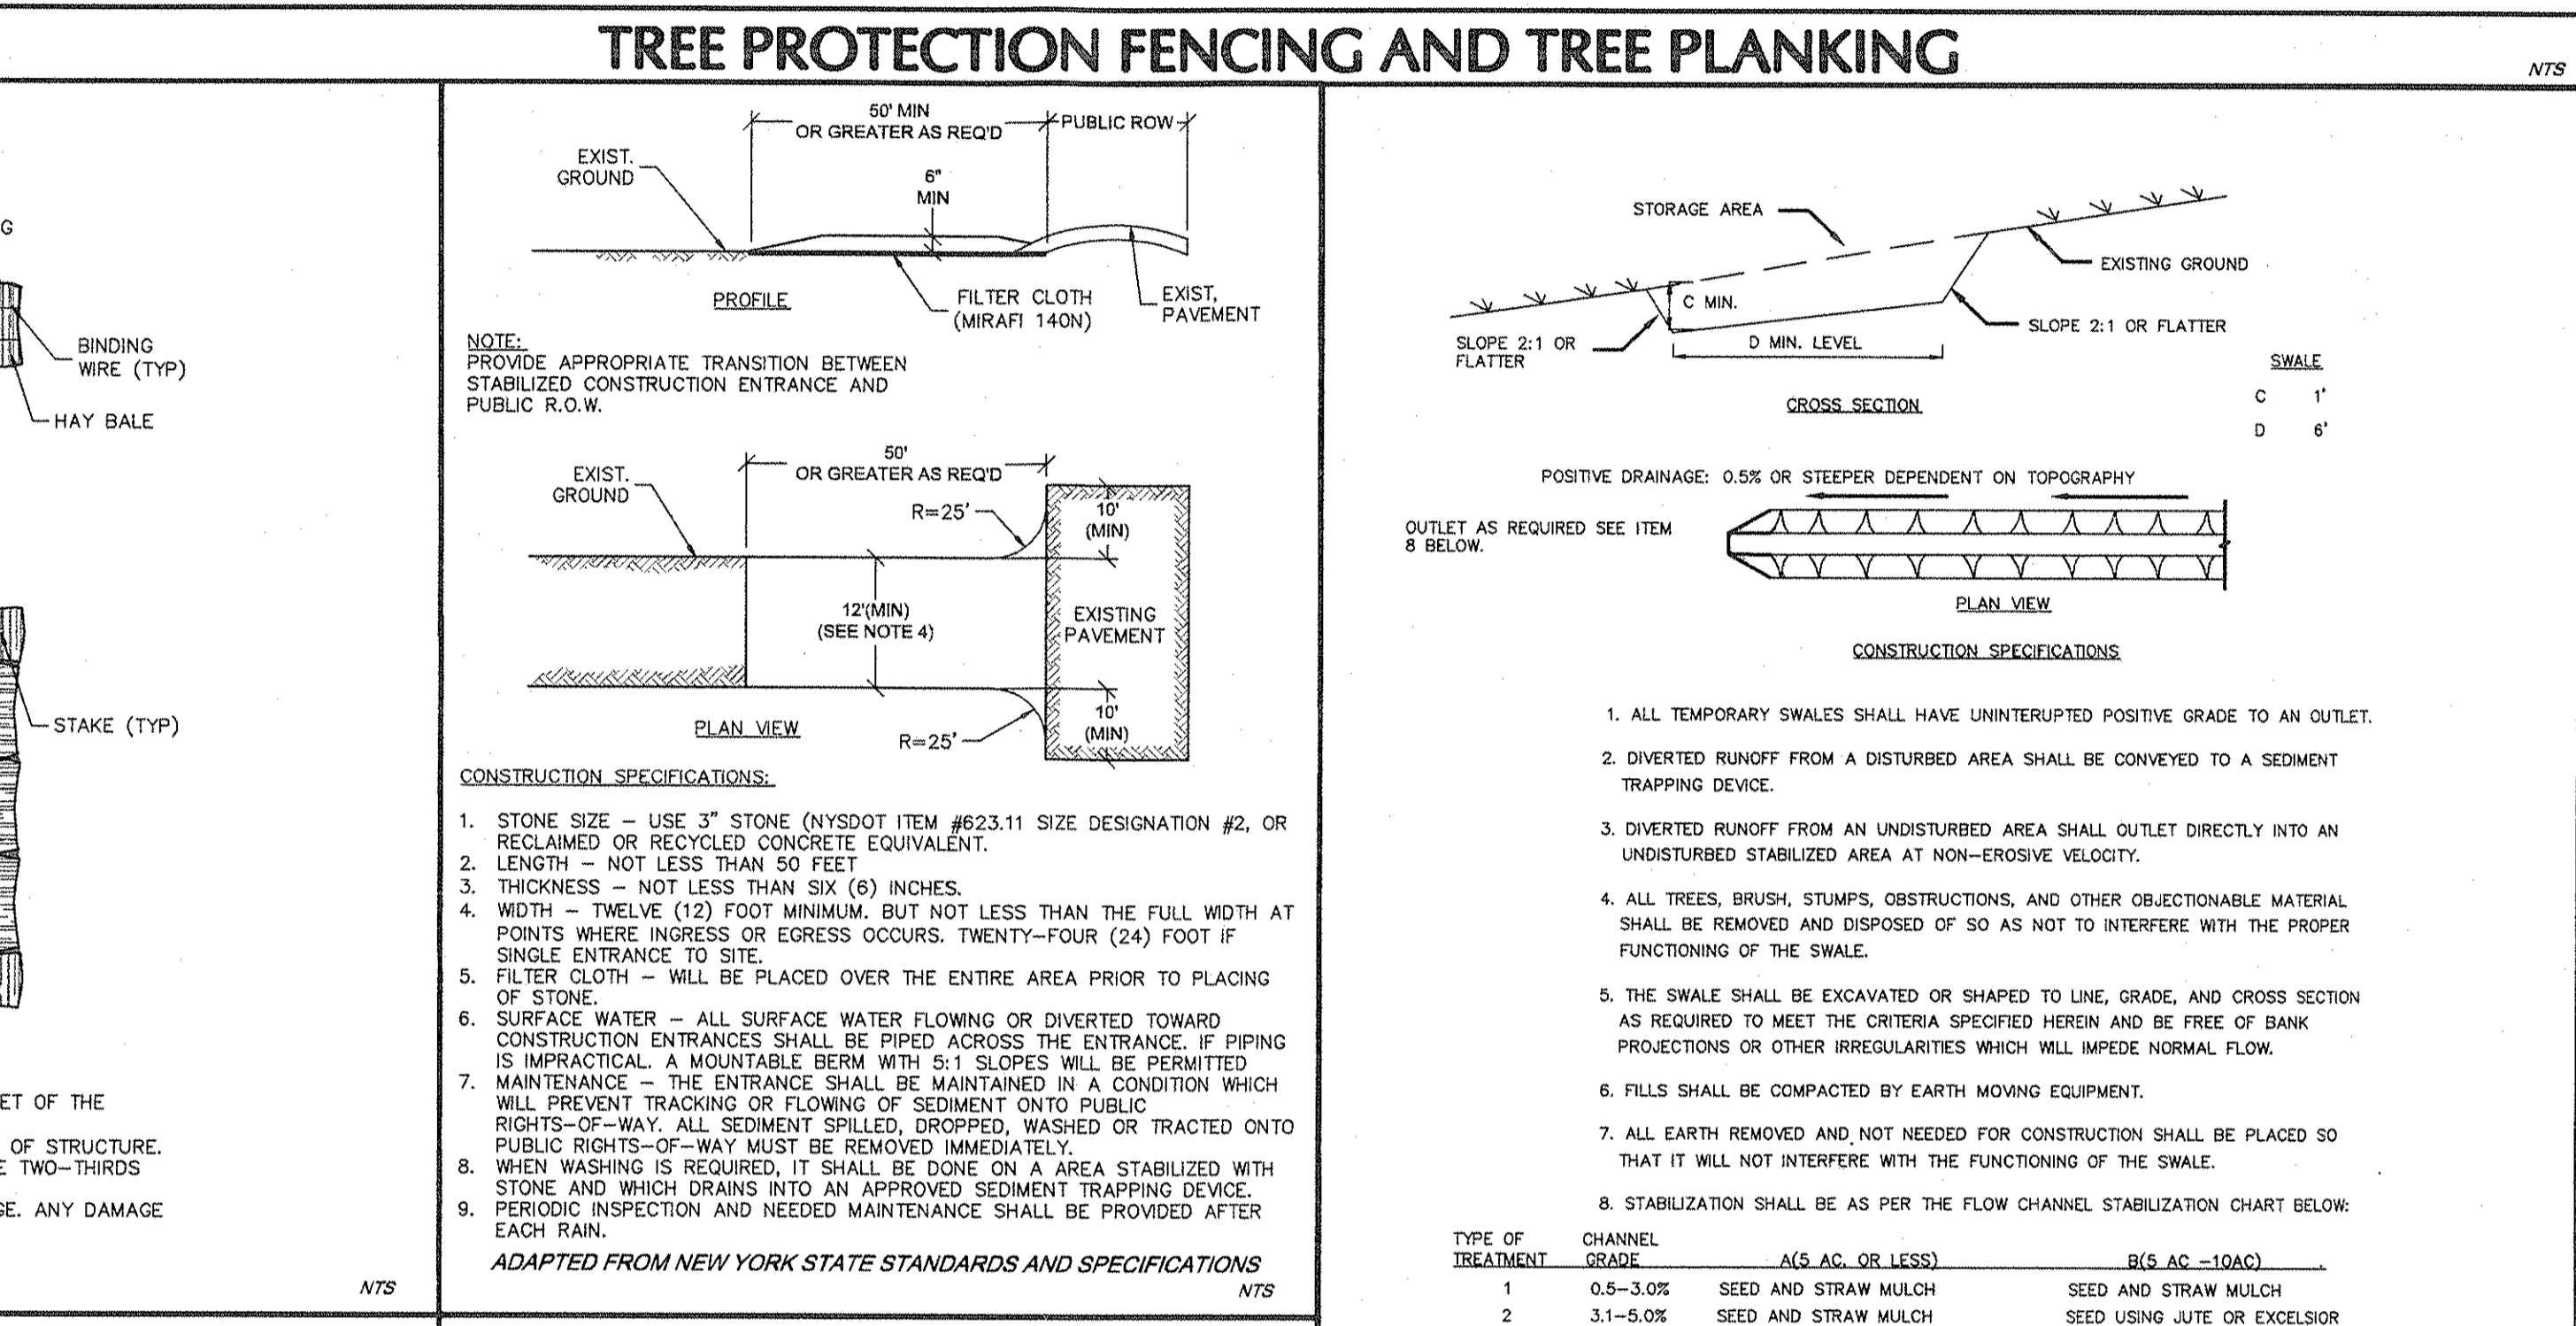 TREE PROTECTION FENCING AND TREE PLANKING
NTS
G
BINDING
WIRE (TYP)
HAY BALE
STAKE (TYP)
ET OF THE
OF STRUCTURE.
E TWO-THIRDS
GE. ANY DAMAGE
NTS
50' MIN
OR GREATER AS REQ'D
PUBLIC ROW
EXIST.
GROUND
6"
MIN
PROFILE
FILTER CLOTH
(MIRAFI 140N)
EXIST,
PAVEMENT
NOTE:
PROVIDE APPROPRIATE TRANSITION BETWEEN
STABILIZED CONSTRUCTION ENTRANCE AND
PUBLIC R.O.W.
50'
OR GREATER AS REQ'D
EXIST.
GROUND
R=25'
10'
(MIN)
12'(MIN)
(SEE NOTE 4)
EXISTING
PAVEMENT
10'
(MIN)
PLAN VIEW
R=25'
CONSTRUCTION SPECIFICATIONS:
1. STONE SIZE – USE 3" STONE (NYSDOT ITEM #623.11 SIZE DESIGNATION #2, OR
RECLAIMED OR RECYCLED CONCRETE EQUIVALENT.
2. LENGTH – NOT LESS THAN 50 FEET
3. THICKNESS – NOT LESS THAN SIX (6) INCHES.
4. WIDTH – TWELVE (12) FOOT MINIMUM. BUT NOT LESS THAN THE FULL WIDTH AT
POINTS WHERE INGRESS OR EGRESS OCCURS. TWENTY-FOUR (24) FOOT IF
SINGLE ENTRANCE TO SITE.
5. FILTER CLOTH – WILL BE PLACED OVER THE ENTIRE AREA PRIOR TO PLACING
OF STONE.
6. SURFACE WATER – ALL SURFACE WATER FLOWING OR DIVERTED TOWARD
CONSTRUCTION ENTRANCES SHALL BE PIPED ACROSS THE ENTRANCE. IF PIPING
IS IMPRACTICAL. A MOUNTABLE BERM WITH 5:1 SLOPES WILL BE PERMITTED
7. MAINTENANCE – THE ENTRANCE SHALL BE MAINTAINED IN A CONDITION WHICH
WILL PREVENT TRACKING OR FLOWING OF SEDIMENT ONTO PUBLIC
RIGHTS-OF-WAY. ALL SEDIMENT SPILLED, DROPPED, WASHED OR TRACTED ONTO
PUBLIC RIGHTS-OF-WAY MUST BE REMOVED IMMEDIATELY.
8. WHEN WASHING IS REQUIRED, IT SHALL BE DONE ON A AREA STABILIZED WITH
STONE AND WHICH DRAINS INTO AN APPROVED SEDIMENT TRAPPING DEVICE.
9. PERIODIC INSPECTION AND NEEDED MAINTENANCE SHALL BE PROVIDED AFTER
EACH RAIN.
ADAPTED FROM NEW YORK STATE STANDARDS AND SPECIFICATIONS
NTS
STORAGE AREA
EXISTING GROUND
C MIN.
SLOPE 2:1 OR
FLATTER
D MIN. LEVEL
SLOPE 2:1 OR FLATTER
CROSS SECTION
SWALE
C 1'
D 6'
POSITIVE DRAINAGE: 0.5% OR STEEPER DEPENDENT ON TOPOGRAPHY
OUTLET AS REQUIRED SEE ITEM
8 BELOW.
PLAN VIEW
CONSTRUCTION SPECIFICATIONS
1. ALL TEMPORARY SWALES SHALL HAVE UNINTERUPTED POSITIVE GRADE TO AN OUTLET.
2. DIVERTED RUNOFF FROM A DISTURBED AREA SHALL BE CONVEYED TO A SEDIMENT
TRAPPING DEVICE.
3. DIVERTED RUNOFF FROM AN UNDISTURBED AREA SHALL OUTLET DIRECTLY INTO AN
UNDISTURBED STABILIZED AREA AT NON-EROSIVE VELOCITY.
4. ALL TREES, BRUSH, STUMPS, OBSTRUCTIONS, AND OTHER OBJECTIONABLE MATERIAL
SHALL BE REMOVED AND DISPOSED OF SO AS NOT TO INTERFERE WITH THE PROPER
FUNCTIONING OF THE SWALE.
5. THE SWALE SHALL BE EXCAVATED OR SHAPED TO LINE, GRADE, AND CROSS SECTION
AS REQUIRED TO MEET THE CRITERIA SPECIFIED HEREIN AND BE FREE OF BANK
PROJECTIONS OR OTHER IRREGULARITIES WHICH WILL IMPEDE NORMAL FLOW.
6. FILLS SHALL BE COMPACTED BY EARTH MOVING EQUIPMENT.
7. ALL EARTH REMOVED AND NOT NEEDED FOR CONSTRUCTION SHALL BE PLACED SO
THAT IT WILL NOT INTERFERE WITH THE FUNCTIONING OF THE SWALE.
8. STABILIZATION SHALL BE AS PER THE FLOW CHANNEL STABILIZATION CHART BELOW:
TYPE OF CHANNEL
TREATMENT GRADE A(5 AC. OR LESS) B(5 AC -10AC)
1 0.5-3.0% SEED AND STRAW MULCH SEED AND STRAW MULCH
2 3.1-5.0% SEED AND STRAW MULCH SEED USING JUTE OR EXCELSIOR